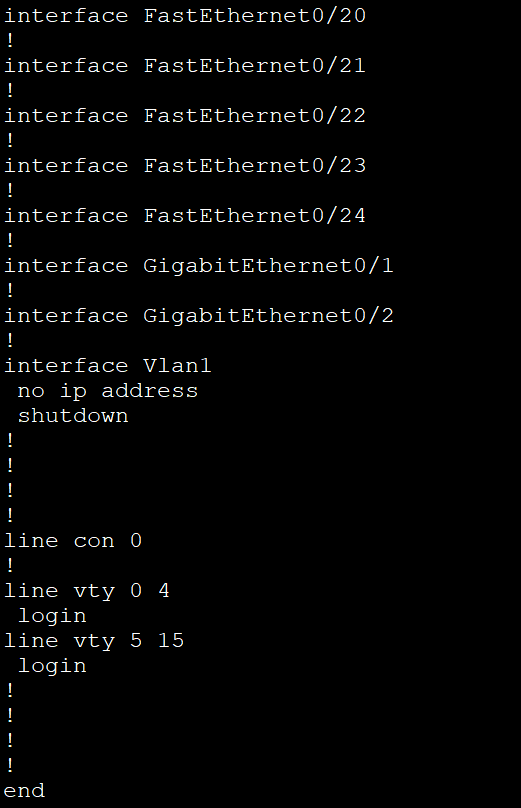 interface FastEthernet0/20
!
interface FastEthernet0/21
!
interface FastEthernet0/22
!
interface FastEthernet0/23
!
interface FastEthernet0/24
!
interface GigabitEthernet0/1
!
interface GigabitEthernet0/2
!
interface Vlan1
 no ip address
 shutdown
!
!
!
!
line con 0
!
line vty 0 4
 login
line vty 5 15
 login
!
!
!
!
end